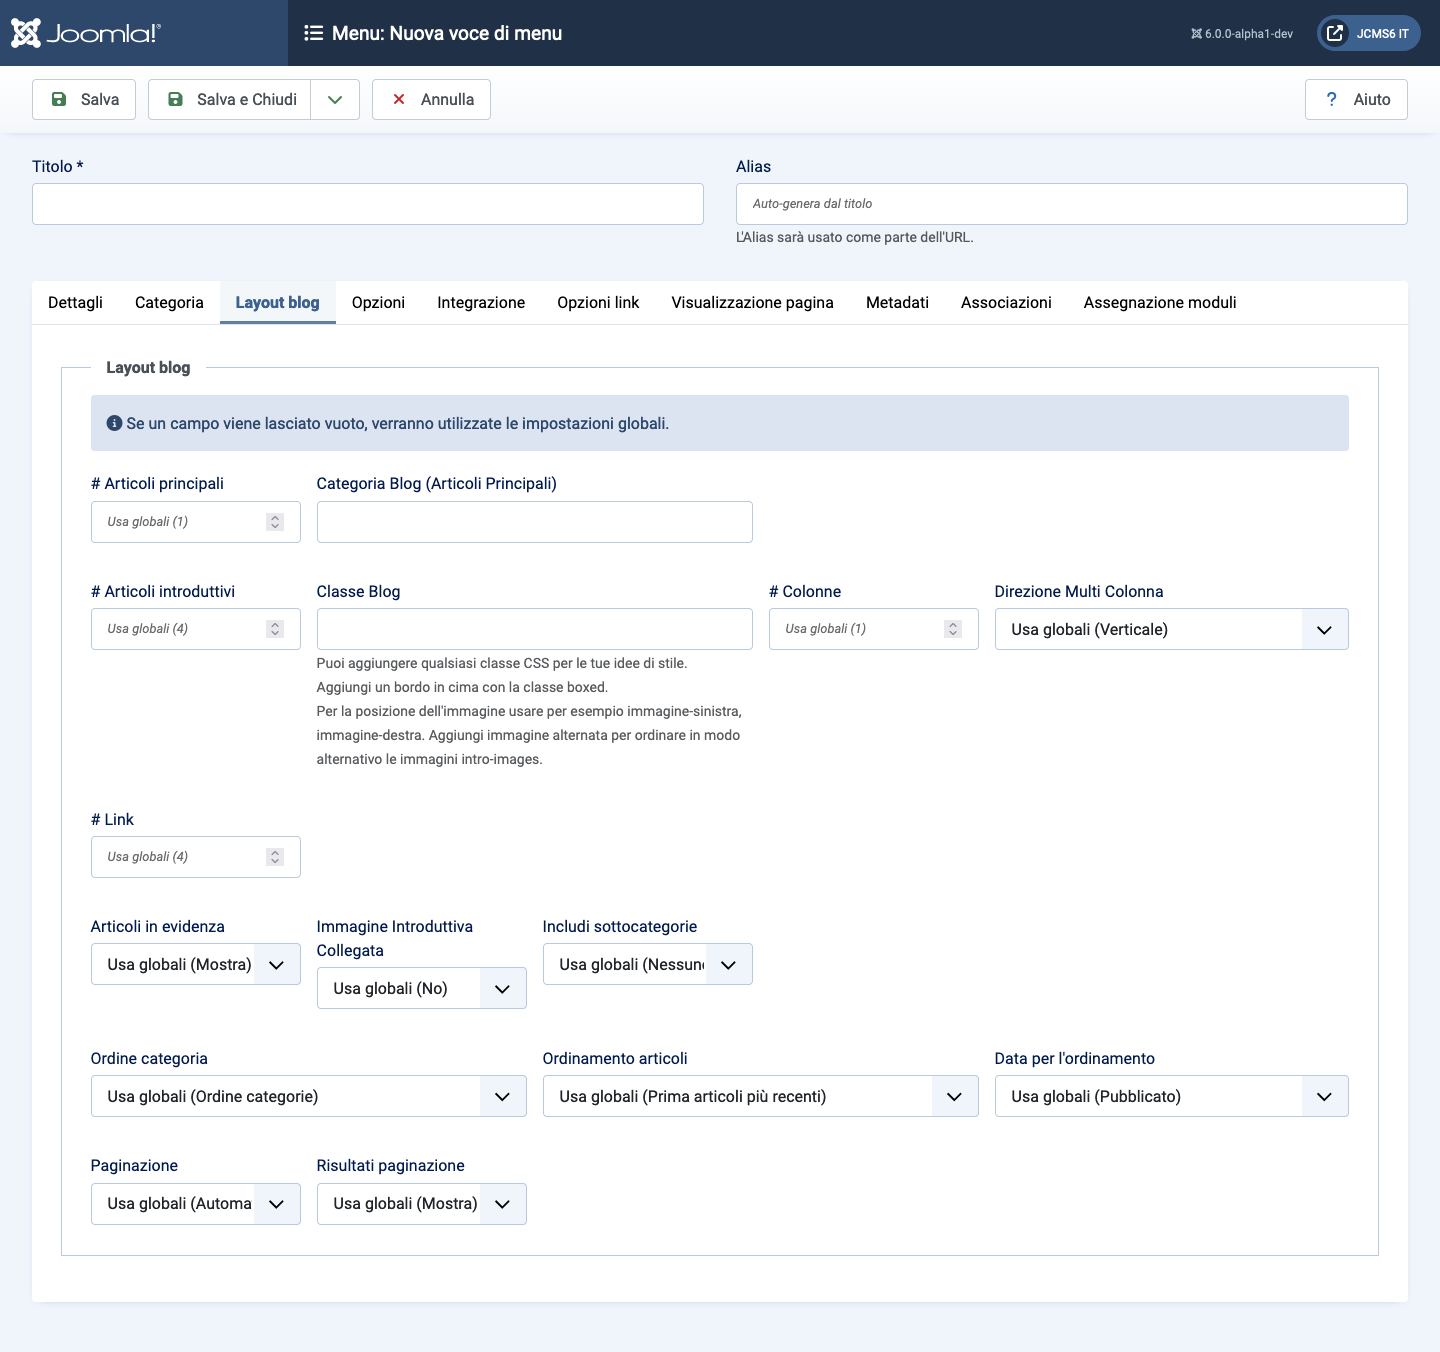 Joomla!®
Menu: Nuova voce di menu
6.0.0-alpha1-dev
JCMS6 IT
Salva
Salva e Chiudi
Annulla
? Aiuto
Titolo *
Alias
Auto-genera dal titolo
L'Alias sarà usato come parte dell'URL.
Dettagli Categoria Layout blog Opzioni Integrazione Opzioni link Visualizzazione pagina Metadati Associazioni Assegnazione moduli
Layout blog
Se un campo viene lasciato vuoto, verranno utilizzate le impostazioni globali.
# Articoli principali
Usa globali (1)
Categoria Blog (Articoli Principali)
# Articoli introduttivi
Usa globali (4)
Classe Blog
Puoi aggiungere qualsiasi classe CSS per le tue idee di stile.
Aggiungi un bordo in cima con la classe boxed.
Per la posizione dell'immagine usare per esempio immagine-sinistra,
immagine-destra. Aggiungi immagine alternata per ordinare in modo
alternativo le immagini intro-images.
# Colonne
Usa globali (1)
Direzione Multi Colonna
Usa globali (Verticale)
# Link
Usa globali (4)
Articoli in evidenza
Usa globali (Mostra)
Immagine Introduttiva
Collegata
Usa globali (No)
Includi sottocategorie
Usa globali (Nessun
Ordine categoria
Usa globali (Ordine categorie)
Ordinamento articoli
Usa globali (Prima articoli più recenti)
Data per l'ordinamento
Usa globali (Pubblicato)
Paginazione
Usa globali (Automa
Risultati paginazione
Usa globali (Mostra)